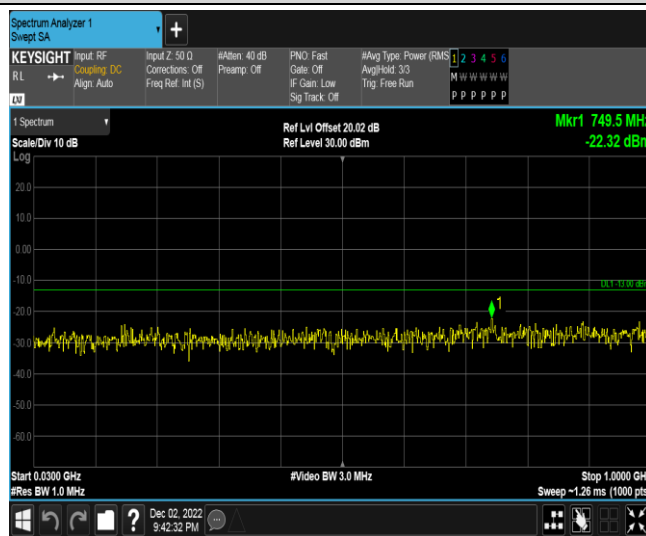 Spectrum Analyzer 1
Swept SA
+
KEYSIGHT
RL
LXI
Input: RF
Coupling: DC
Align: Auto
Input Z: 50 Ω
Corrections: Off
Freq Ref: Int (S)
#Atten: 40 dB
Preamp: Off
PNO: Fast
Gate: Off
IF Gain: Low
Sig Track: Off
#Avg Type: Power (RMS
Avg|Hold: 3/3
Trig: Free Run
1 2 3 4 5 6
M W W W W W
P P P P P P
1 Spectrum
Scale/Div 10 dB
Log
Ref Lvl Offset 20.02 dB
Ref Level 30.00 dBm
Mkr1 749.5 MHz
-22.32 dBm
20.0
10.0
0.00
-10.0
DL1 -13.00 dBm
1
-20.0
-30.0
-40.0
-50.0
-60.0
Start 0.0300 GHz
#Res BW 1.0 MHz
#Video BW 3.0 MHz
Stop 1.0000 GHz
Sweep ~1.26 ms (1000 pts
?
Dec 02, 2022
9:42:32 PM